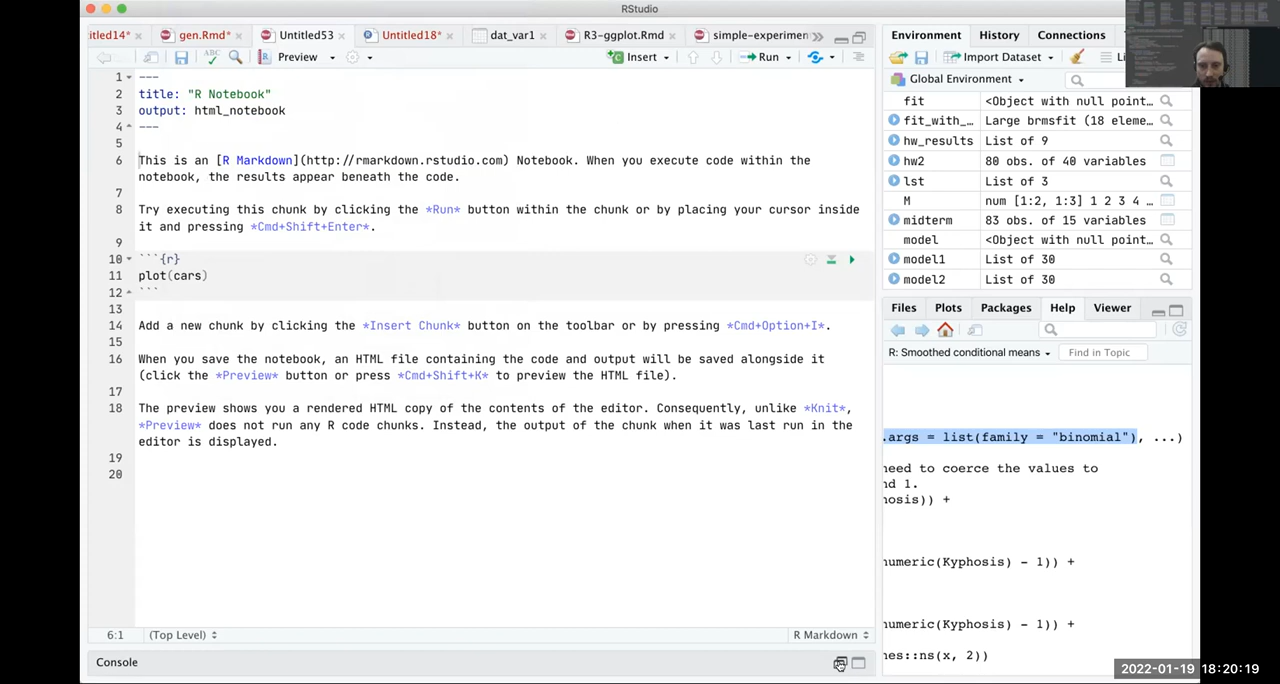 RStudio
itled14* gen.Rmd* Untitled53 Untitled18* dat_var1 R3-ggplot.Rmd simple-experimen
ABC Preview Insert Run
1 ---
2 title: "R Notebook"
3 output: html_notebook
4 ---
5
6 This is an [R Markdown](http://rmarkdown.rstudio.com) Notebook. When you execute code within the
notebook, the results appear beneath the code.
7
8 Try executing this chunk by clicking the *Run* button within the chunk or by placing your cursor inside
it and pressing *Cmd+Shift+Enter*.
9
10 ```{r}
11 plot(cars)
12 ```
13
14 Add a new chunk by clicking the *Insert Chunk* button on the toolbar or by pressing *Cmd+Option+I*.
15
16 When you save the notebook, an HTML file containing the code and output will be saved alongside it
(click the *Preview* button or press *Cmd+Shift+K* to preview the HTML file).
17
18 The preview shows you a rendered HTML copy of the contents of the editor. Consequently, unlike *Knit*,
*Preview* does not run any R code chunks. Instead, the output of the chunk when it was last run in the
editor is displayed.
19
20
6:1 (Top Level) R Markdown
Console
Environment History Connections
Import Dataset Li
Global Environment
fit <Object with null point…
fit_with_… Large brmsfit (18 eleme…
hw_results List of 9
hw2 80 obs. of 40 variables
lst List of 3
M num [1:2, 1:3] 1 2 3 4 …
midterm 83 obs. of 15 variables
model <Object with null point…
model1 List of 30
model2 List of 30
Files Plots Packages Help Viewer
R: Smoothed conditional means Find in Topic
.args = list(family = "binomial"), ...)
need to coerce the values to
nd 1.
nosis)) +
numeric(Kyphosis) - 1)) +
numeric(Kyphosis) - 1)) +
nes::ns(x, 2))
2022-01-19 18:20:19